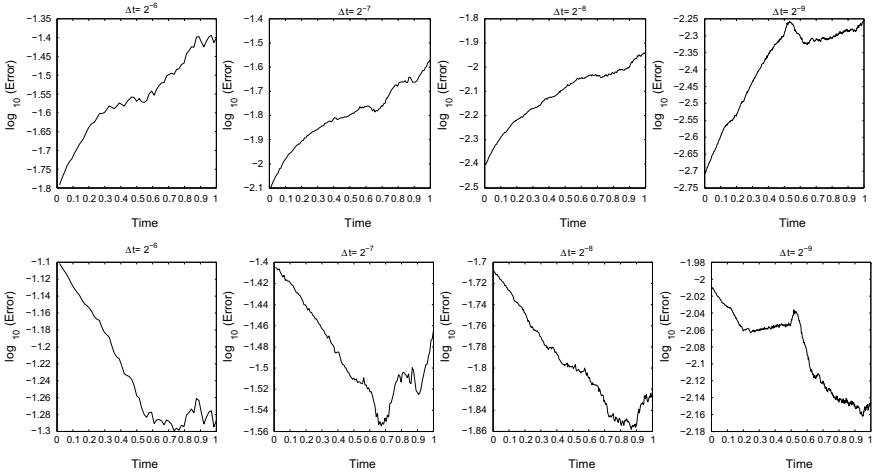 Δt= 2⁻⁶
−1.35
−1.4
−1.45
−1.5
−1.55
−1.6
−1.65
−1.7
−1.75
−1.8
log 10 (Error)
0 0.1 0.2 0.3 0.4 0.5 0.6 0.7 0.8 0.9 1
Time
Δt= 2⁻⁷
−1.4
−1.5
−1.6
−1.7
−1.8
−1.9
−2
−2.1
log 10 (Error)
0 0.1 0.2 0.3 0.4 0.5 0.6 0.7 0.8 0.9 1
Time
Δt= 2⁻⁸
−1.8
−1.9
−2
−2.1
−2.2
−2.3
−2.4
−2.5
log 10 (Error)
0 0.1 0.2 0.3 0.4 0.5 0.6 0.7 0.8 0.9 1
Time
Δt= 2⁻⁹
−2.25
−2.3
−2.35
−2.4
−2.45
−2.5
−2.55
−2.6
−2.65
−2.7
−2.75
log 10 (Error)
0 0.1 0.2 0.3 0.4 0.5 0.6 0.7 0.8 0.9 1
Time
Δt= 2⁻⁶
−1.1
−1.12
−1.14
−1.16
−1.18
−1.2
−1.22
−1.24
−1.26
−1.28
−1.3
log 10 (Error)
0 0.1 0.2 0.3 0.4 0.5 0.6 0.7 0.8 0.9 1
Time
Δt= 2⁻⁷
−1.4
−1.42
−1.44
−1.46
−1.48
−1.5
−1.52
−1.54
−1.56
log 10 (Error)
0 0.1 0.2 0.3 0.4 0.5 0.6 0.7 0.8 0.9 1
Time
Δt= 2⁻⁸
−1.7
−1.72
−1.74
−1.76
−1.78
−1.8
−1.82
−1.84
−1.86
log 10 (Error)
0 0.1 0.2 0.3 0.4 0.5 0.6 0.7 0.8 0.9 1
Time
Δt= 2⁻⁹
−1.98
−2
−2.02
−2.04
−2.06
−2.08
−2.1
−2.12
−2.14
−2.16
−2.18
log 10 (Error)
0 0.1 0.2 0.3 0.4 0.5 0.6 0.7 0.8 0.9 1
Time